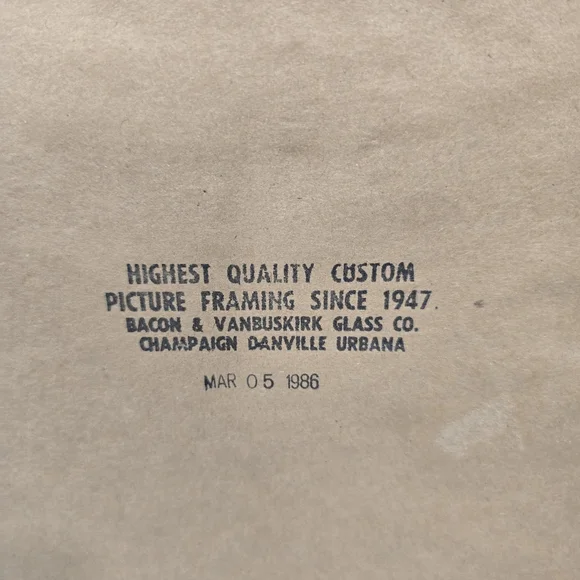 HIGHEST QUALITY CUSTOM
PICTURE FRAMING SINCE 1947.
BACON & VANBUSKIRK GLASS CO.
CHAMPAIGN DANVILLE URBANA
MAR 05 1986